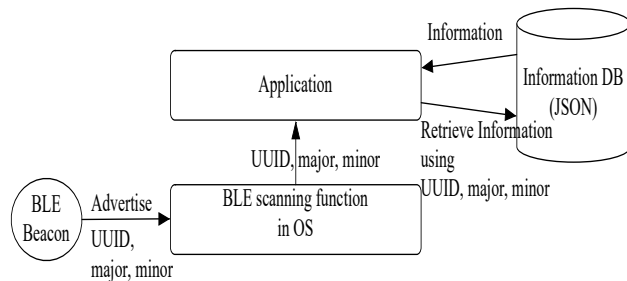 Information
Information DB
(JSON)
Application
Retrieve Information
using
UUID, major, minor
UUID, major, minor
BLE scanning function
in OS
BLE
Beacon
Advertise
UUID,
major, minor